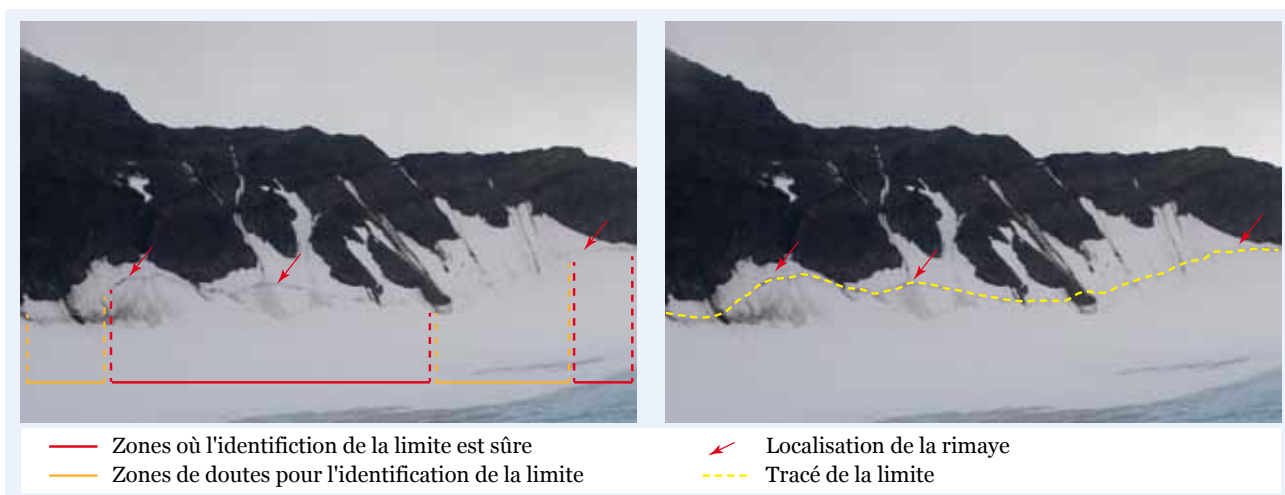 Zones où l'identifiction de la limite est sûre
Localisation de la rimaye
Zones de doutes pour l'identification de la limite
Tracé de la limite